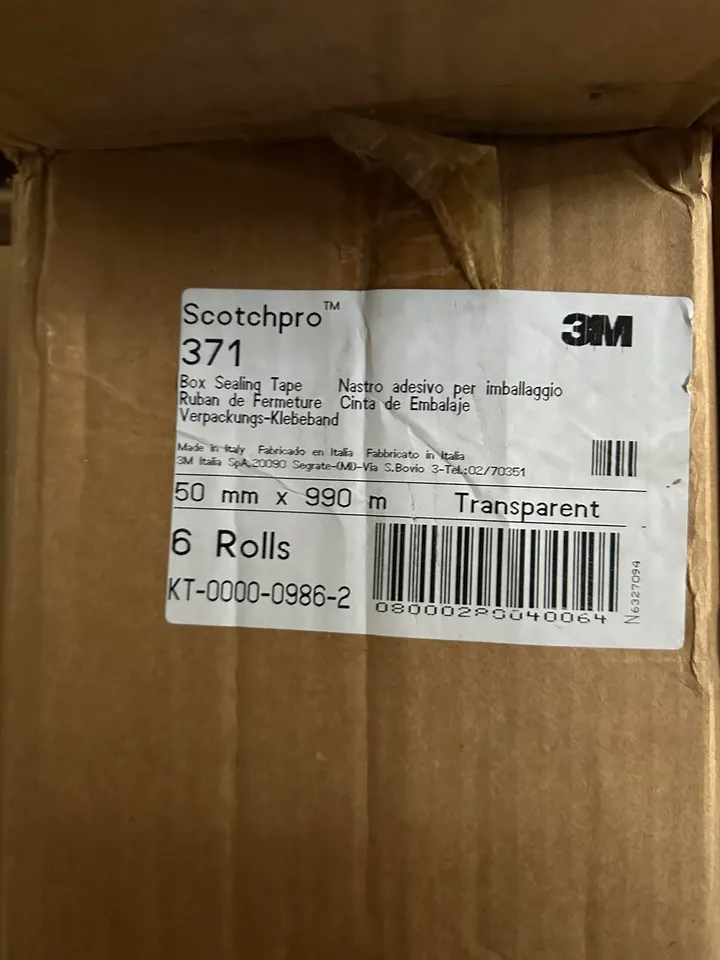 Scotchpro™
3M
371
Box Sealing Tape Nastro adesivo per imballaggio
Ruban de Fermeture Cinta de Embalaje
Verpackungs-Klebeband
Made in Italy Fabricado en Italia Fabbricato in Italia
3M Italia SpA.20090 Segrate-(MI)-Via S.Bovio 3-Tel.:02/70351
50 mm x 990 m Transparent
6 Rolls
KT-0000-0986-2
N6327094